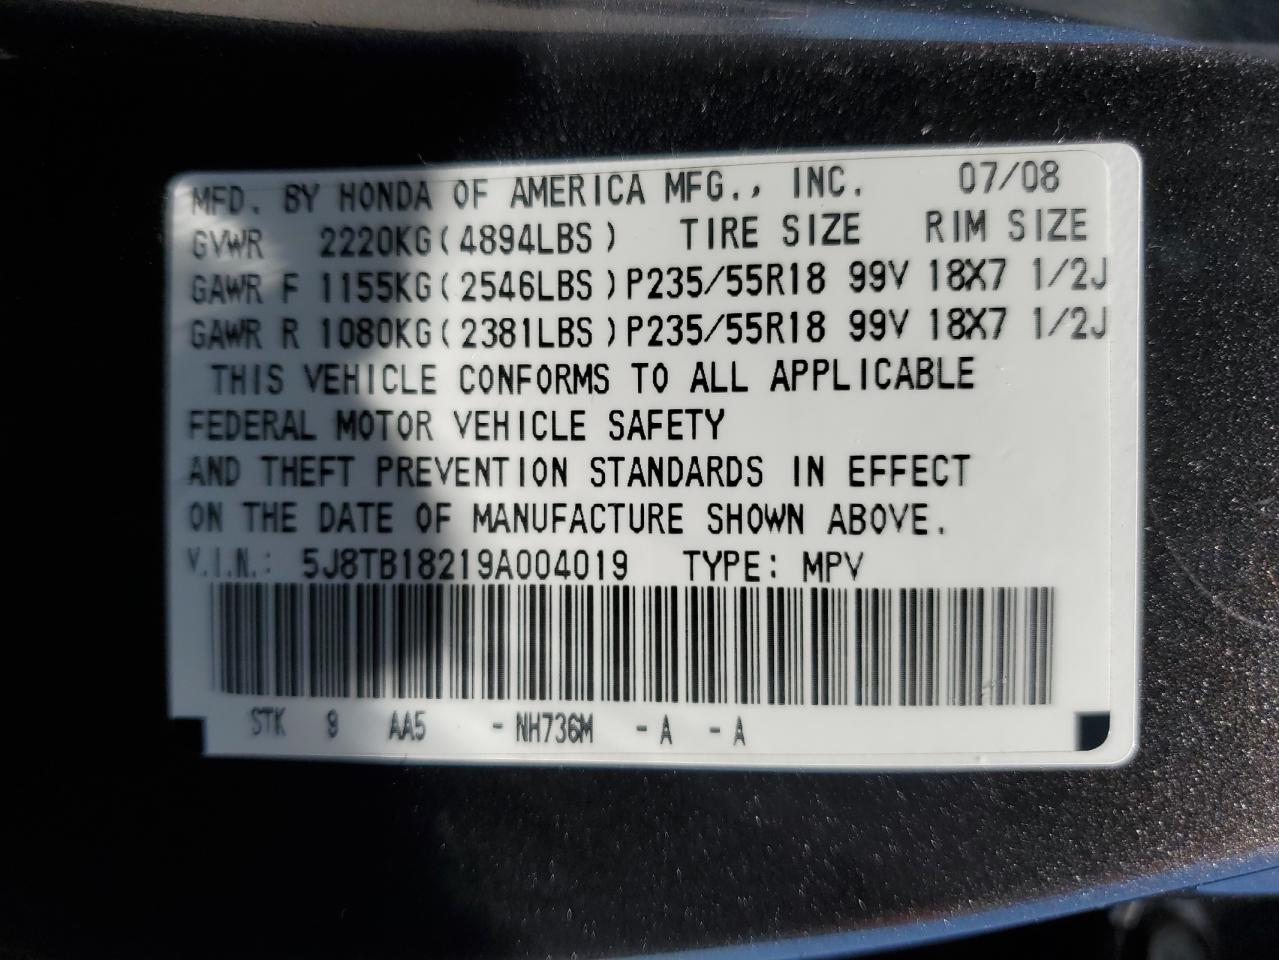 MFD. BY HONDA OF AMERICA MFG., INC. 07/08
GVWR 2220KG(4894LBS) TIRE SIZE RIM SIZE
GAWR F 1155KG(2546LBS)P235/55R18 99V 18X7 1/2J
GAWR R 1080KG(2381LBS)P235/55R18 99V 18X7 1/2J
THIS VEHICLE CONFORMS TO ALL APPLICABLE
FEDERAL MOTOR VEHICLE SAFETY
AND THEFT PREVENTION STANDARDS IN EFFECT
ON THE DATE OF MANUFACTURE SHOWN ABOVE.
V.I.N.: 5J8TB18219A004019 TYPE: MPV
STK 9 AA5 -NH736M -A -A